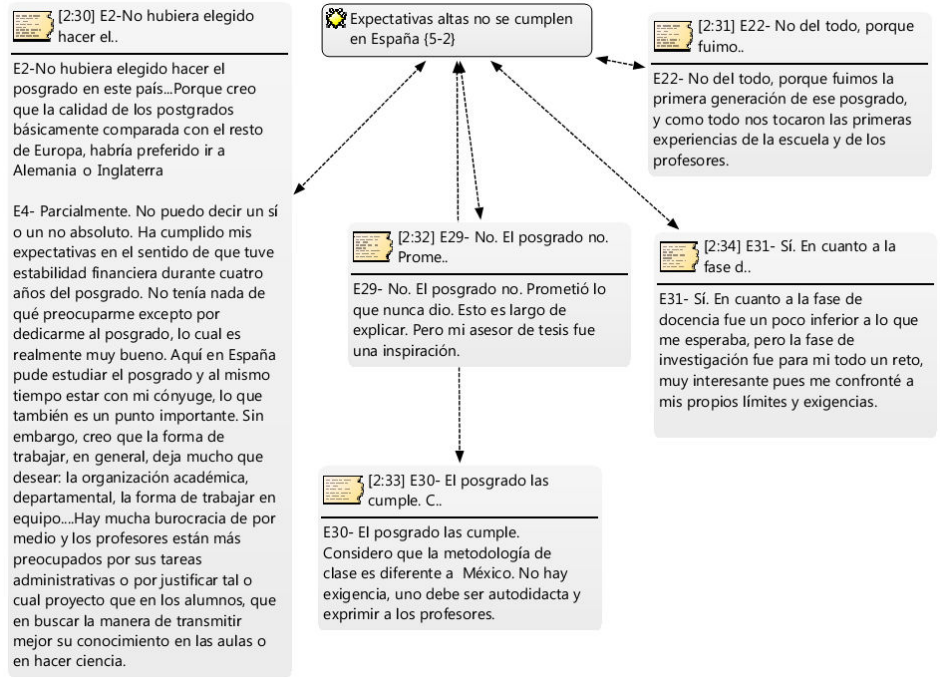 [2:30] E2-No hubiera elegido
hacer el..
E2-No hubiera elegido hacer el
posgrado en este país...Porque creo
que la calidad de los postgrados
básicamente comparada con el resto
de Europa, habría preferido ir a
Alemania o Inglaterra
E4- Parcialmente. No puedo decir un sí
o un no absoluto. Ha cumplido mis
expectativas en el sentido de que tuve
estabilidad financiera durante cuatro
años del posgrado. No tenía nada de
qué preocuparme excepto por
dedicarme al posgrado, lo cual es
realmente muy bueno. Aquí en España
pude estudiar el posgrado y al mismo
tiempo estar con mi cónyuge, lo que
también es un punto importante. Sin
embargo, creo que la forma de
trabajar, en general, deja mucho que
desear: la organización académica,
departamental, la forma de trabajar en
equipo....Hay mucha burocracia de por
medio y los profesores están más
preocupados por sus tareas
administrativas o por justificar tal o
cual proyecto que en los alumnos, que
en buscar la manera de transmitir
mejor su conocimiento en las aulas o
en hacer ciencia.
Expectativas altas no se cumplen
en España {5-2}
[2:31] E22- No del todo, porque
fuimo..
E22- No del todo, porque fuimos la
primera generación de ese posgrado,
y como todo nos tocaron las primeras
experiencias de la escuela y de los
profesores.
[2:32] E29- No. El posgrado no.
Prome..
E29- No. El posgrado no. Prometió lo
que nunca dio. Esto es largo de
explicar. Pero mi asesor de tesis fue
una inspiración.
[2:34] E31- Sí. En cuanto a la
fase d..
E31- Sí. En cuanto a la fase de
docencia fue un poco inferior a lo que
me esperaba, pero la fase de
investigación fue para mi todo un reto,
muy interesante pues me confronté a
mis propios límites y exigencias.
[2:33] E30- El posgrado las
cumple. C..
E30- El posgrado las cumple.
Considero que la metodología de
clase es diferente a México. No hay
exigencia, uno debe ser autodidacta y
exprimir a los profesores.